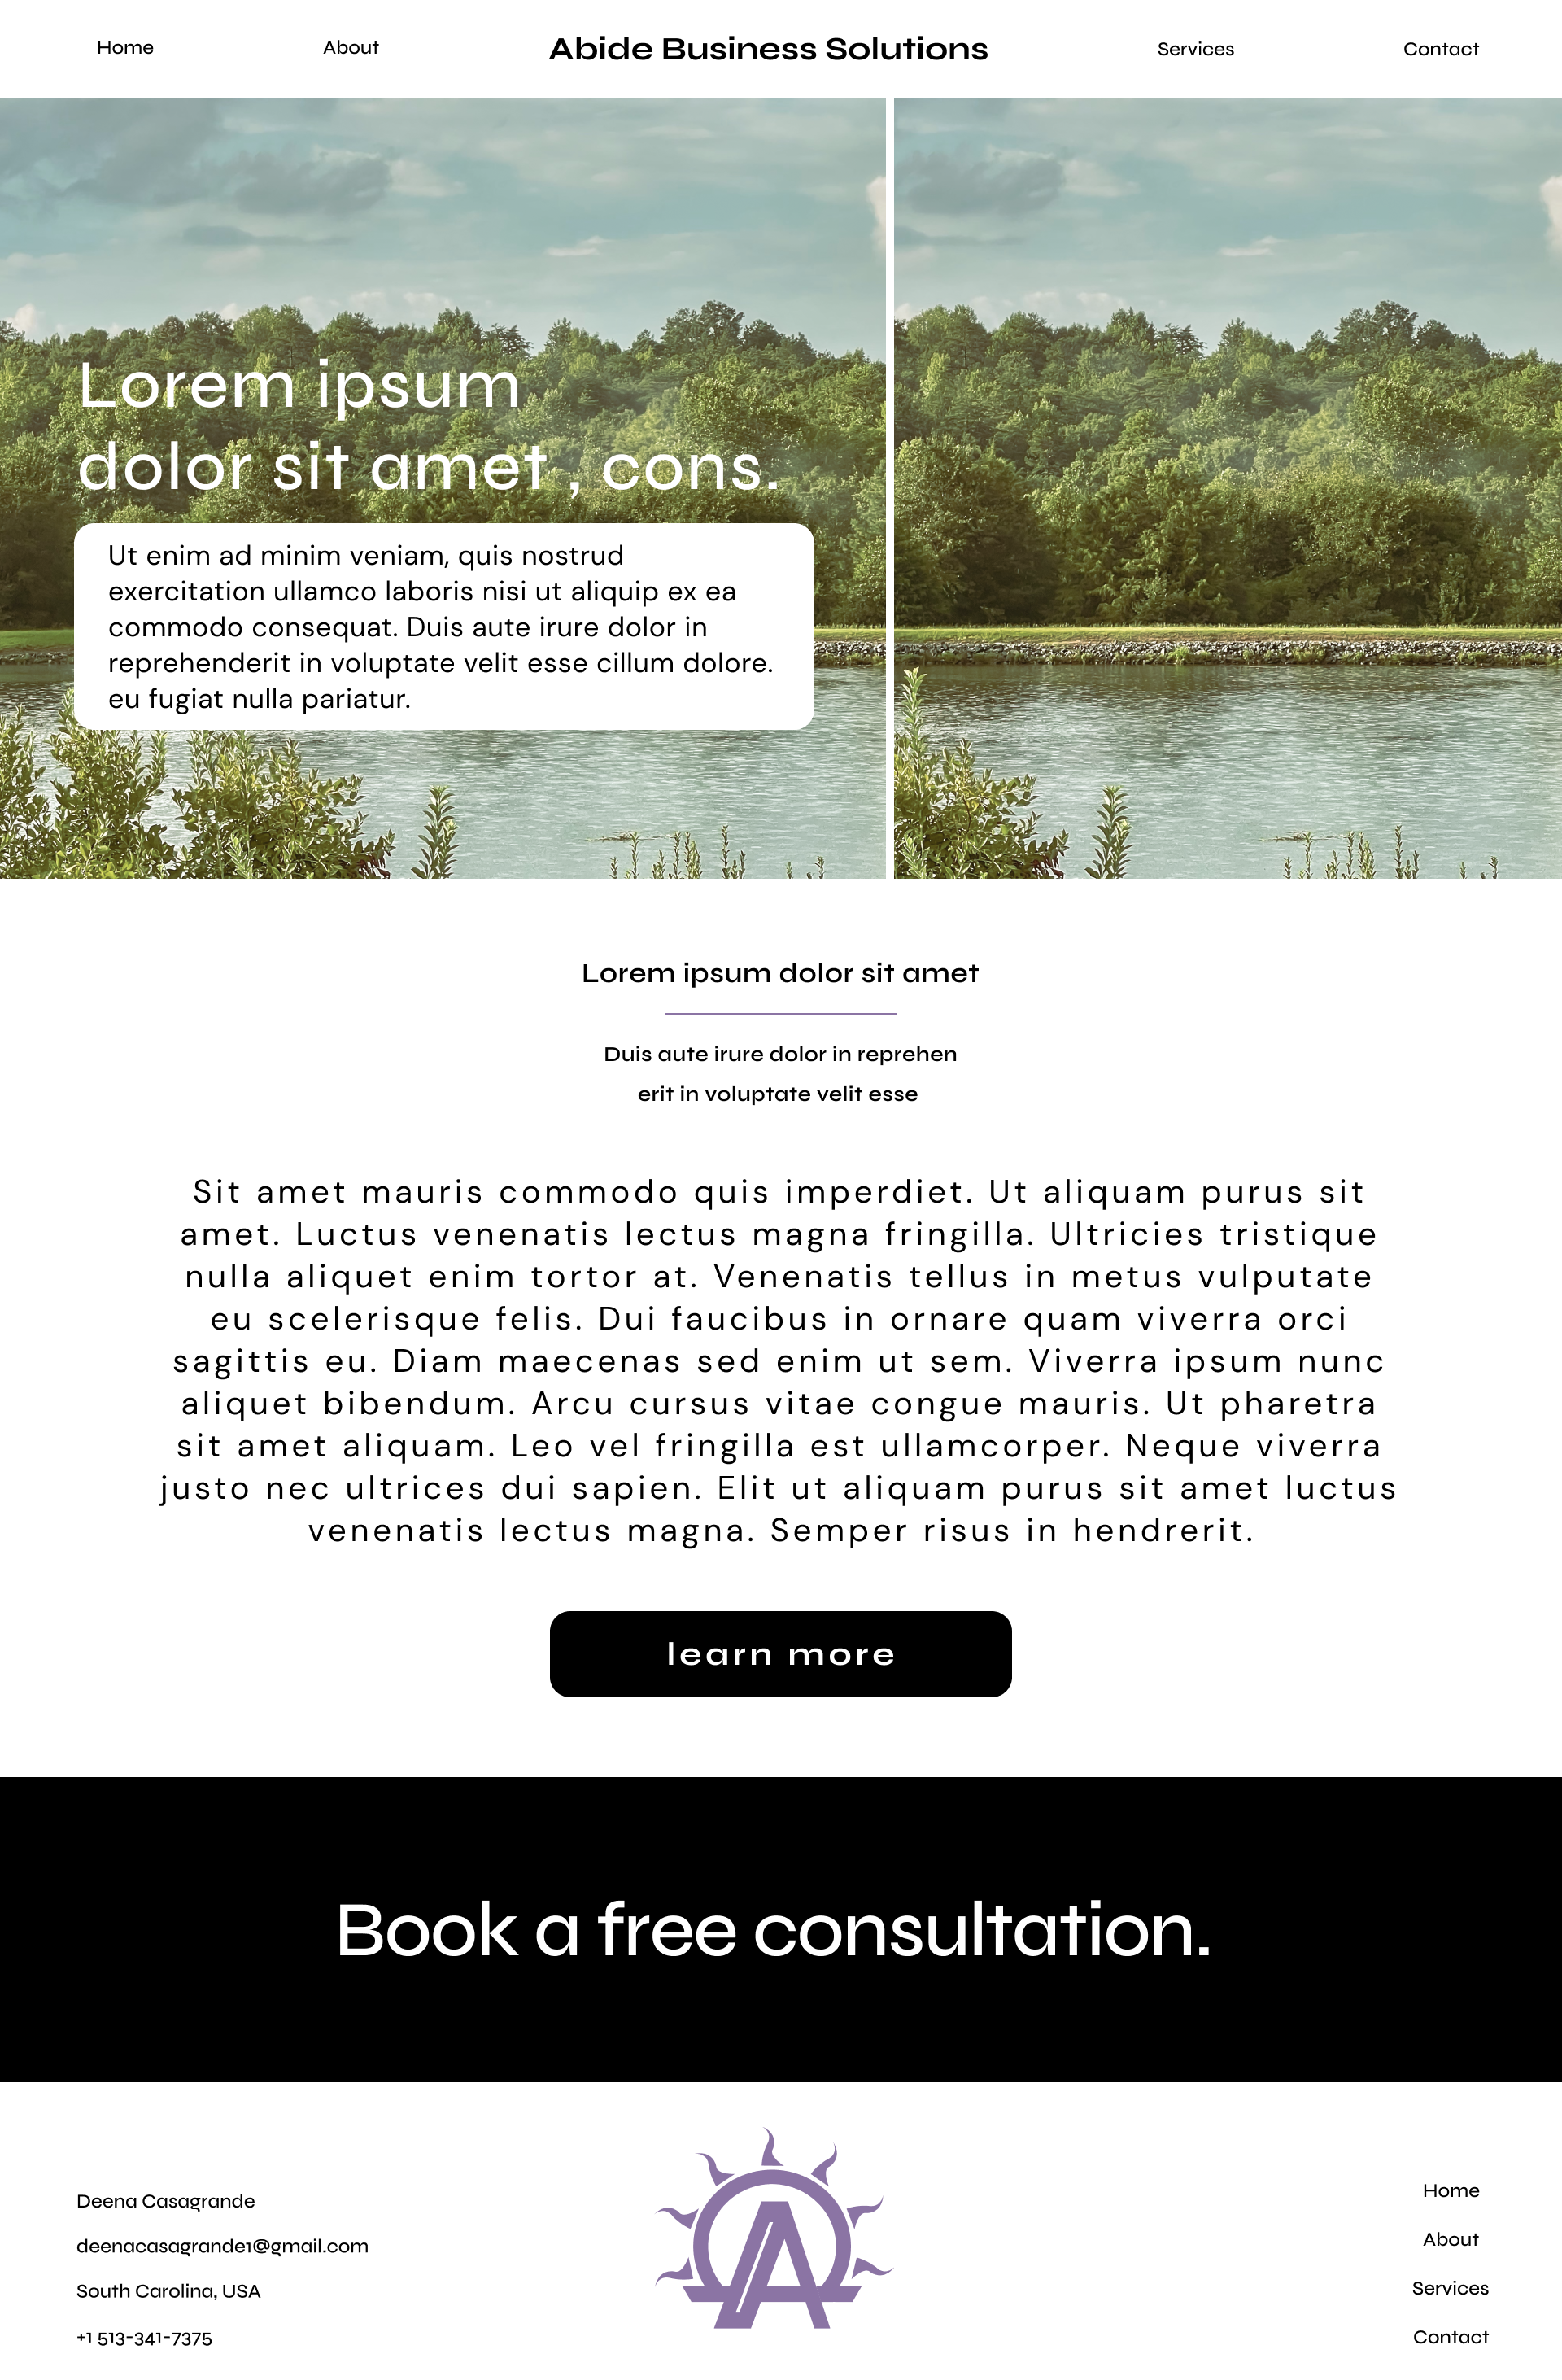 Home
About
Abide Business Solutions
Services
Contact
Lorem ipsum
dolor sit amet , cons.
Ut enim ad minim veniam, quis nostrud
exercitation ullamco laboris nisi ut aliquip ex ea
commodo consequat. Duis aute irure dolor in
reprehenderit in voluptate velit esse cillum dolore.
eu fugiat nulla pariatur.
Lorem ipsum dolor sit amet
Duis aute irure dolor in reprehen
erit in voluptate velit esse
Sit amet mauris commodo quis imperdiet. Ut aliquam purus sit
amet. Luctus venenatis lectus magna fringilla. Ultricies tristique
nulla aliquet enim tortor at. Venenatis tellus in metus vulputate
eu scelerisque felis. Dui faucibus in ornare quam viverra orci
sagittis eu. Diam maecenas sed enim ut sem. Viverra ipsum nunc
aliquet bibendum. Arcu cursus vitae congue mauris. Ut pharetra
sit amet aliquam. Leo vel fringilla est ullamcorper. Neque viverra
justo nec ultrices dui sapien. Elit ut aliquam purus sit amet luctus
venenatis lectus magna. Semper risus in hendrerit.
learn more
Book a free consultation.
Deena Casagrande
deenacasagrande1@gmail.com
South Carolina, USA
+1 513-341-7375
A
Home
About
Services
Contact